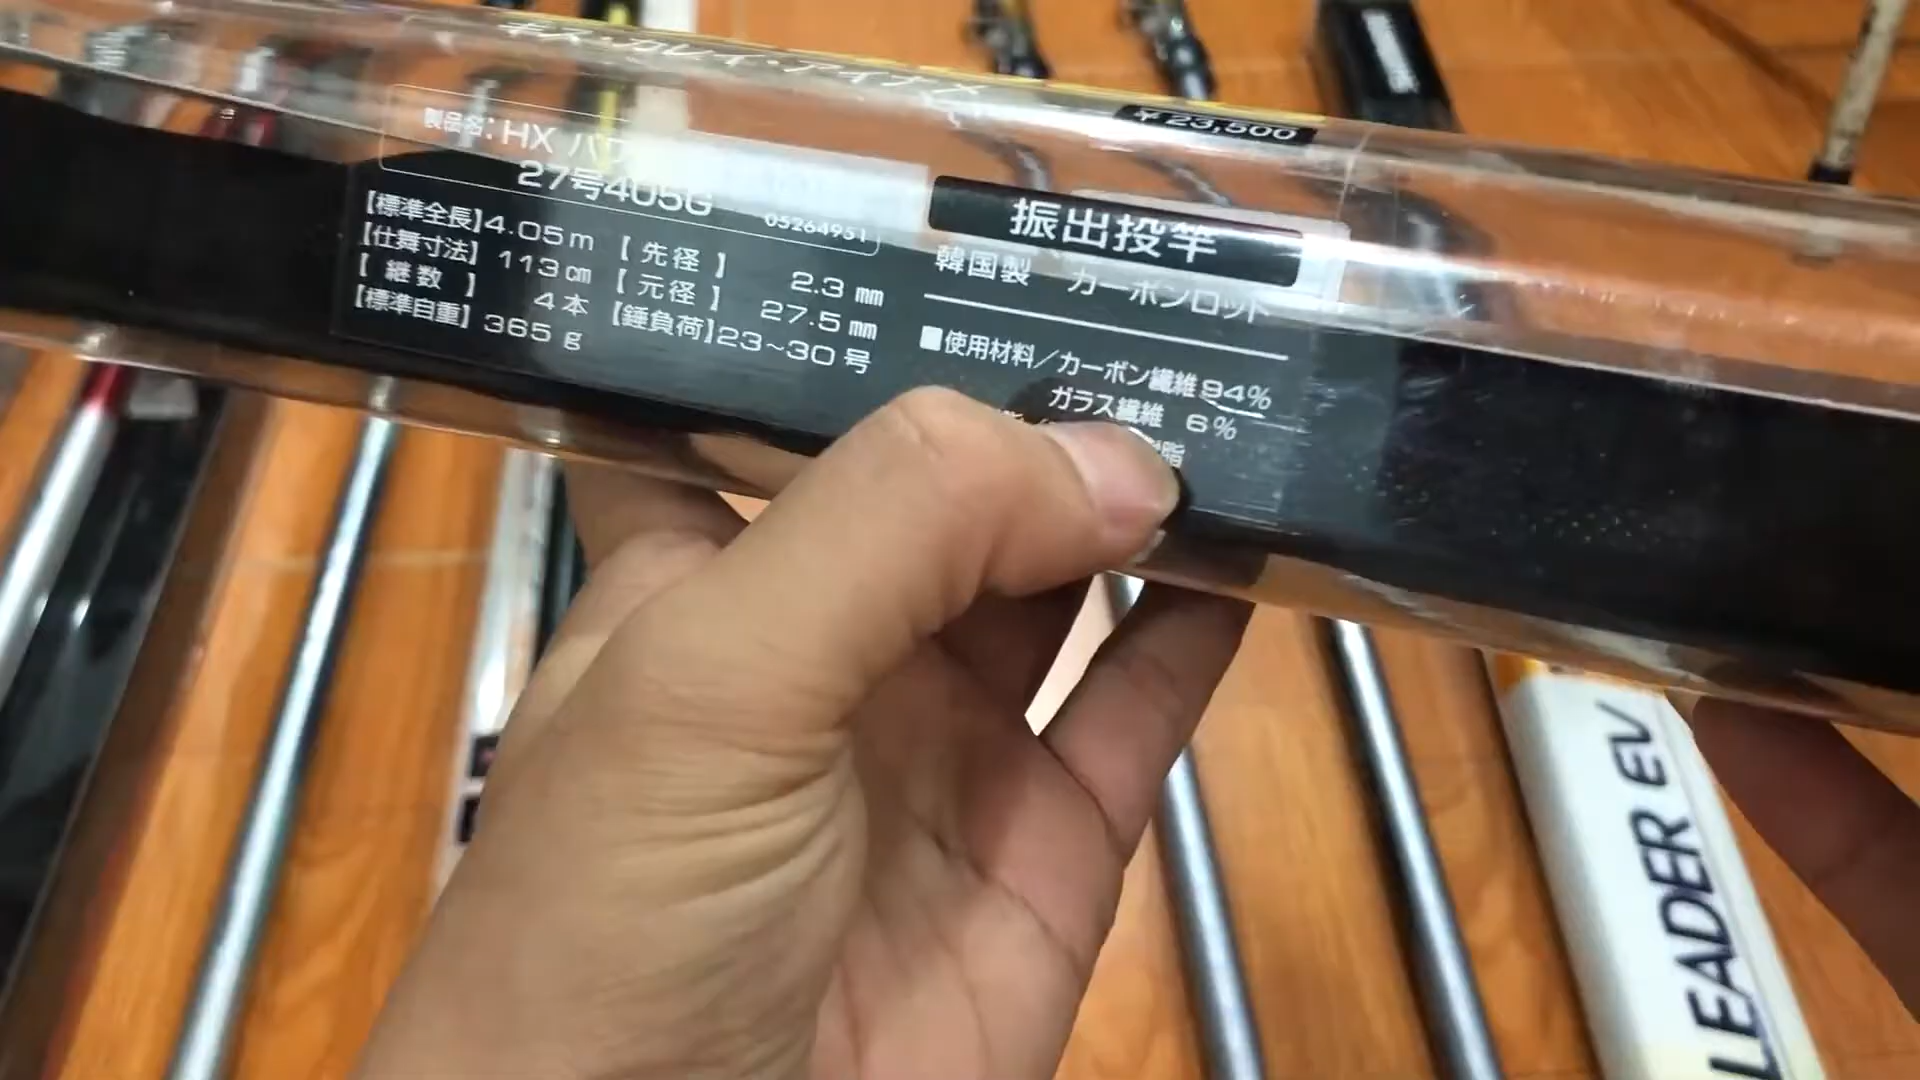 キス・カレイ・アイナメ
¥23,500
製品名: HX パワ
27号405G
05264951
【標準全長】4.05m 【先径】 2.3㎜
【仕舞寸法】113㎝ 【元径】 27.5㎜
【継数】 4本 【錘負荷】23~30号
【標準自重】365g
振出投竿
韓国製 カーボンロッド
■使用材料/カーボン繊維94%
ガラス繊維 6%
脂
LEADER EV